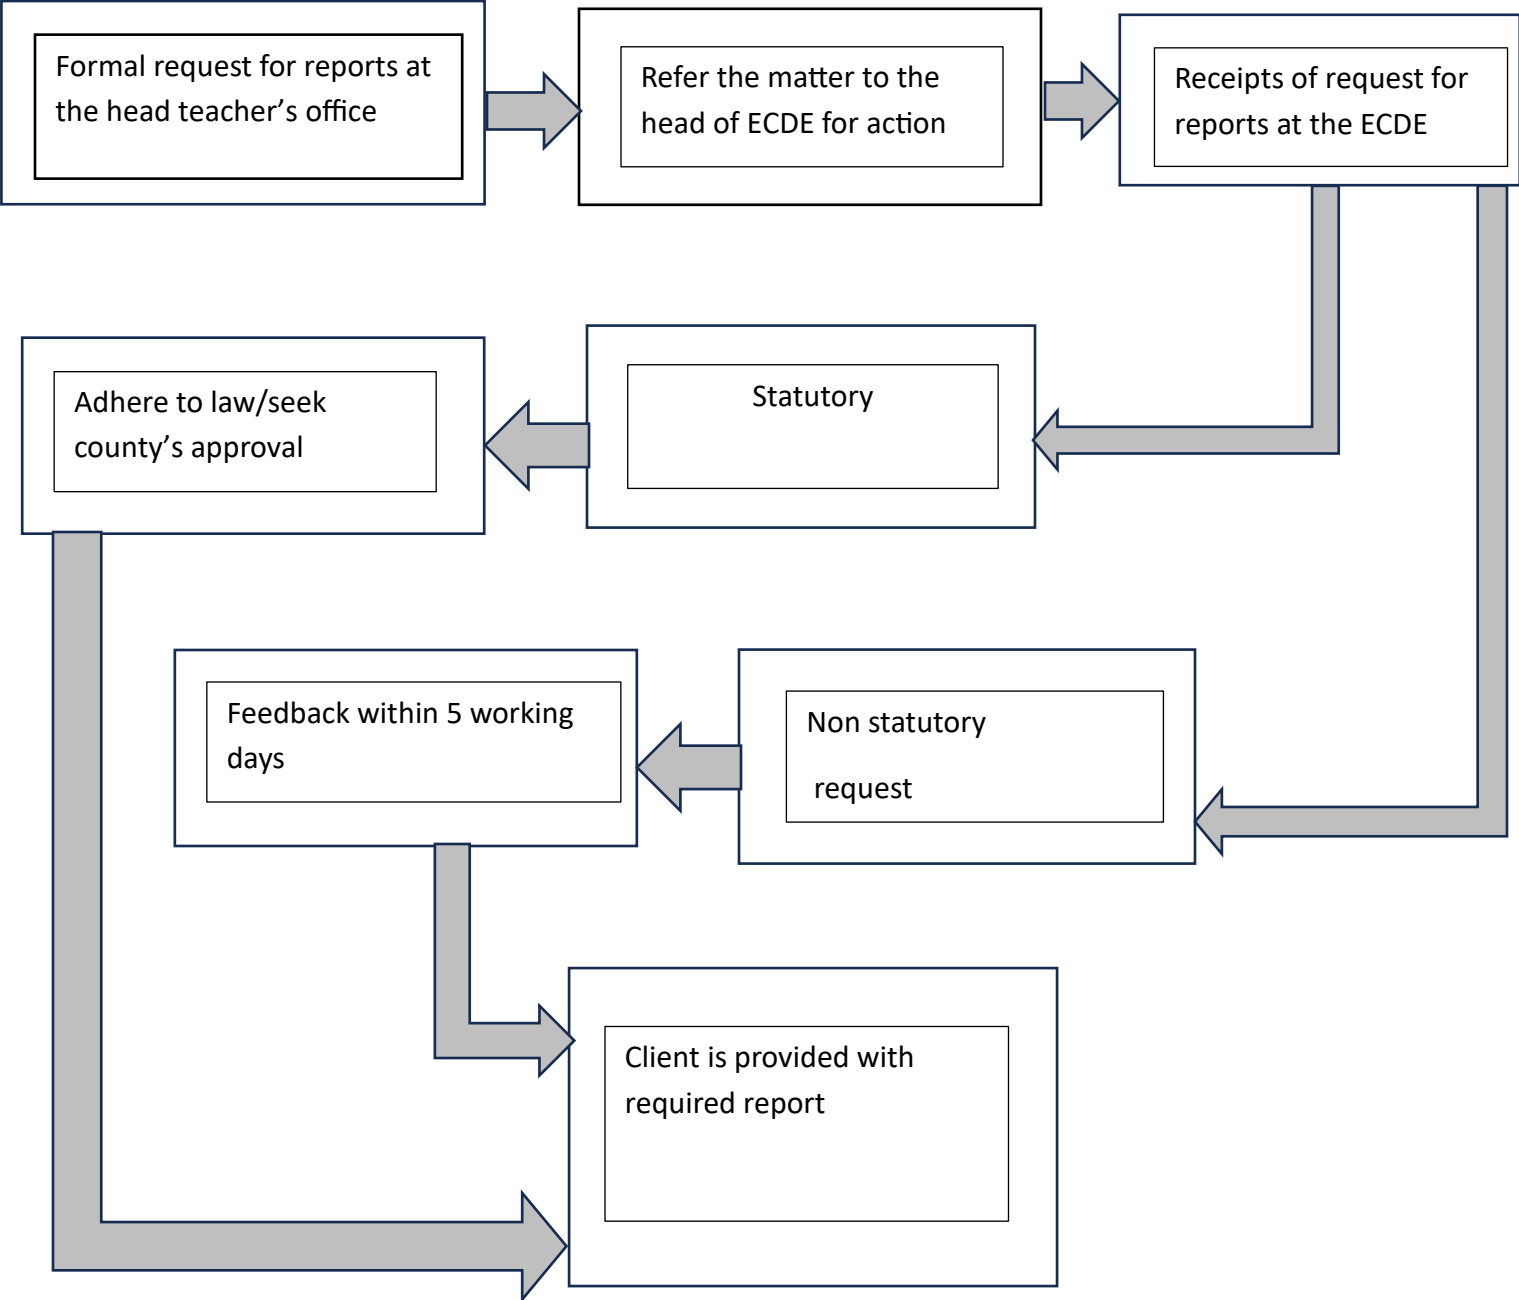 Formal request for reports at
the head teacher’s office
Refer the matter to the
head of ECDE for action
Receipts of request for
reports at the ECDE
Adhere to law/seek
county’s approval
Statutory
Feedback within 5 working
days
Non statutory
request
Client is provided with
required report